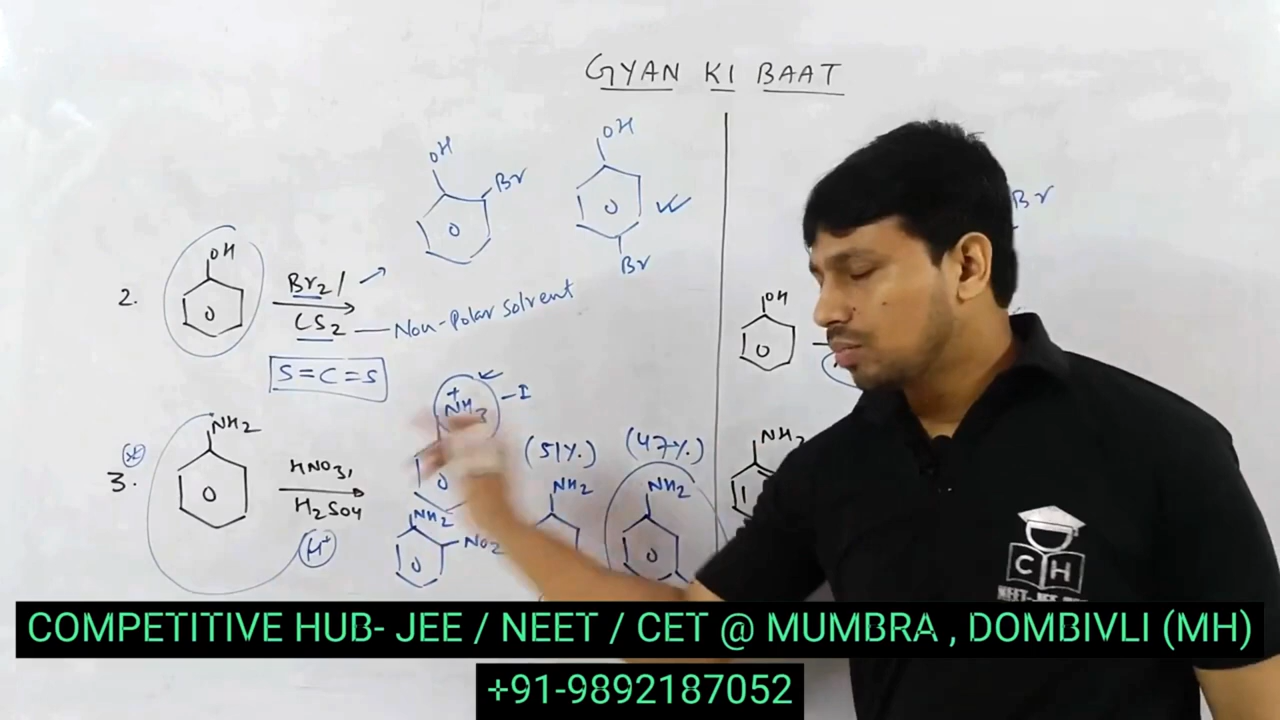 GYAN KI BAAT
OH
Br
OH
Br
2.
OH
Br2 /
CS2
Non-Polar Solvent
S=C=S
3.
NH2
HNO3,
H2SO4
H+
+
NH3
-I
NH2
NO2
(51%.)
NH2
(47%.)
NH2
Br
OH
NH2
CH
COMPETITIVE HUB- JEE / NEET / CET @ MUMBRA , DOMBIVLI (MH)
+91-9892187052